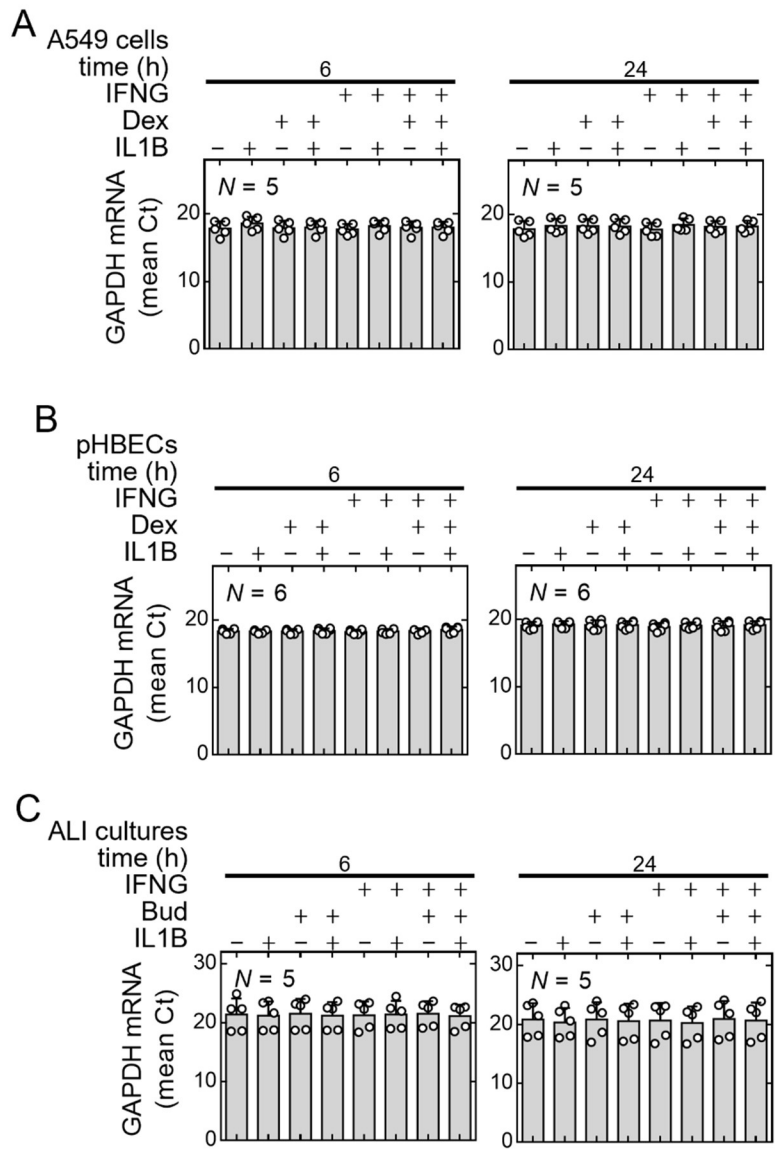 A
A549 cells
time (h) 6 24
IFNG + + + + + + + +
Dex + + + + + + + +
IL1B − + − + − + − + − + − + − + − +
GAPDH mRNA
(mean Ct)
N = 5 N = 5
20 20
10 10
0 0
B
pHBECs
time (h) 6 24
IFNG + + + + + + + +
Dex + + + + + + + +
IL1B − + − + − + − + − + − + − + − +
GAPDH mRNA
(mean Ct)
N = 6 N = 6
20 20
10 10
0 0
C
ALI cultures
time (h) 6 24
IFNG + + + + + + + +
Bud + + + + + + + +
IL1B − + − + − + − + − + − + − + − +
GAPDH mRNA
(mean Ct)
30 30
N = 5 N = 5
20 20
10 10
0 0